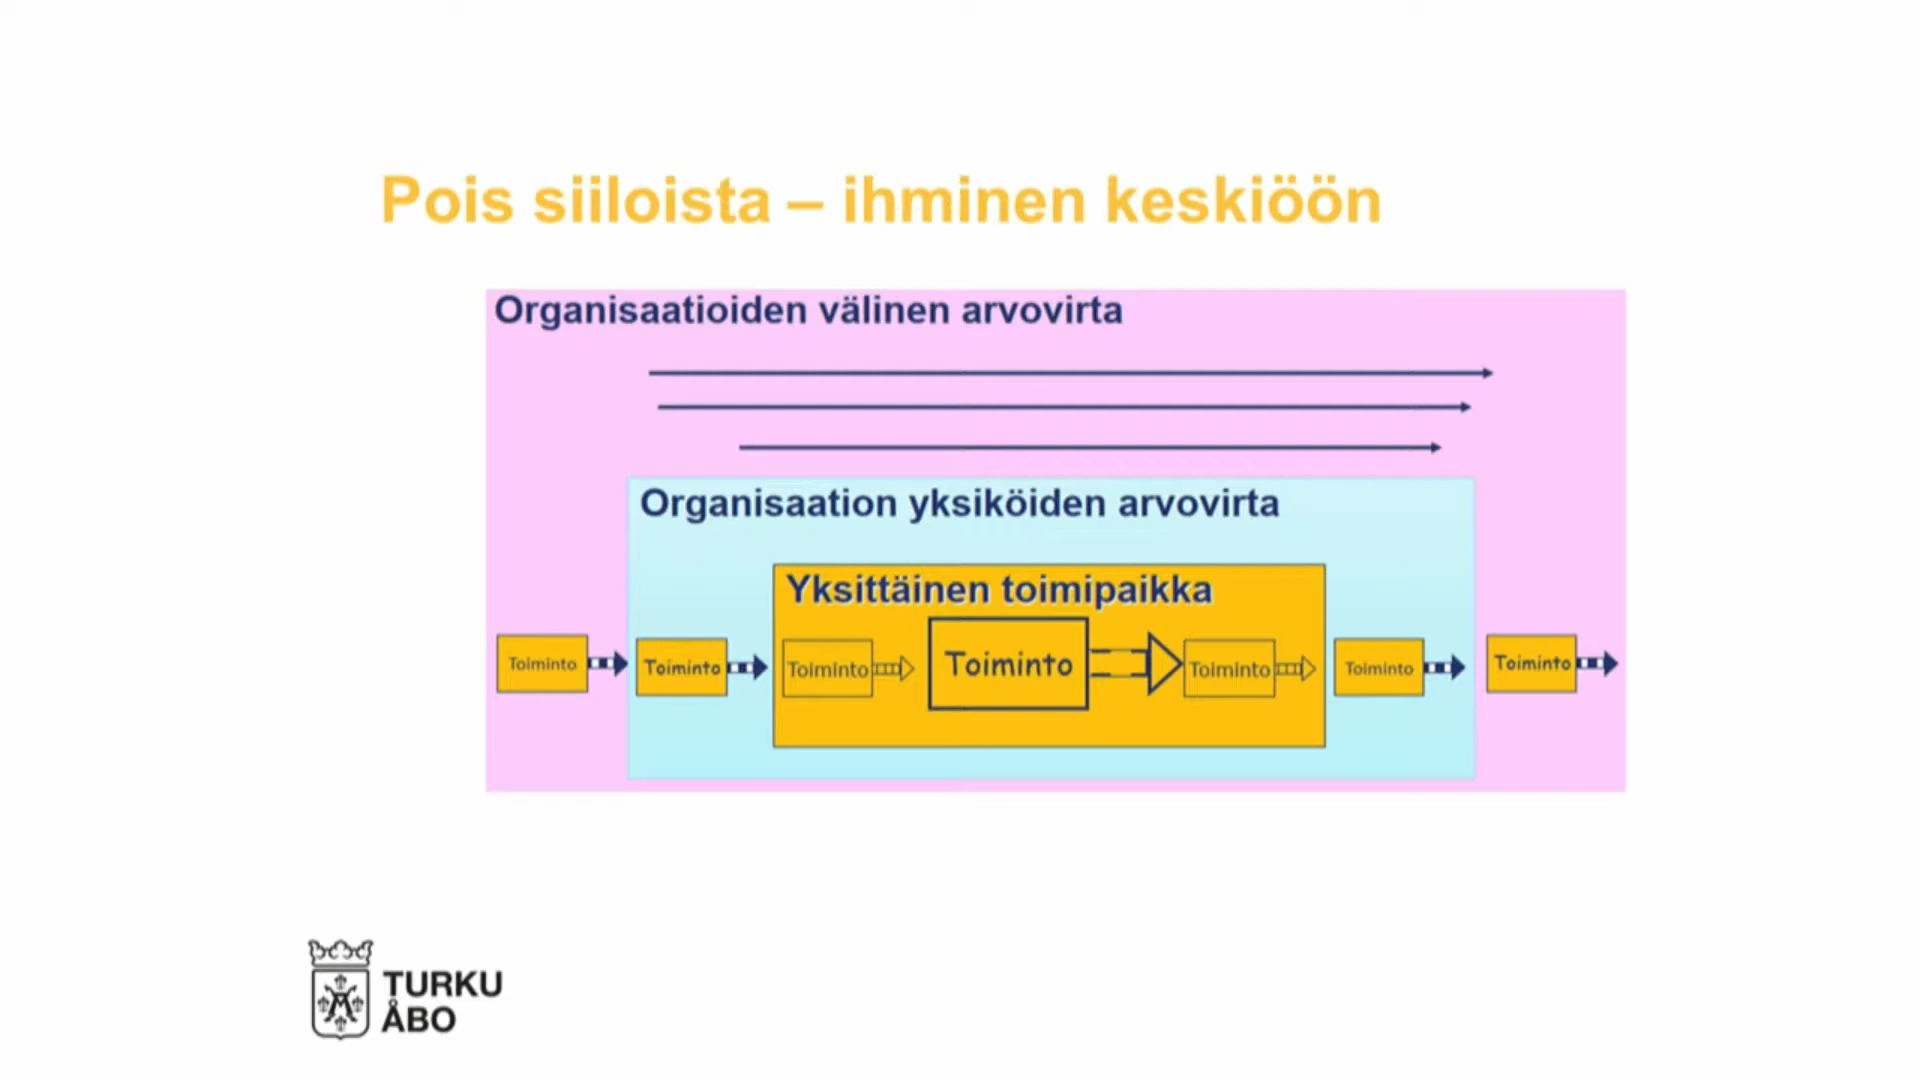 Pois siiloista – ihminen keskiöön
Organisaatioiden välinen arvovirta
Organisaation yksiköiden arvovirta
Yksittäinen toimipaikka
Toiminto
Toiminto
Toiminto
Toiminto
Toiminto
Toiminto
Toiminto
TURKU
ÅBO